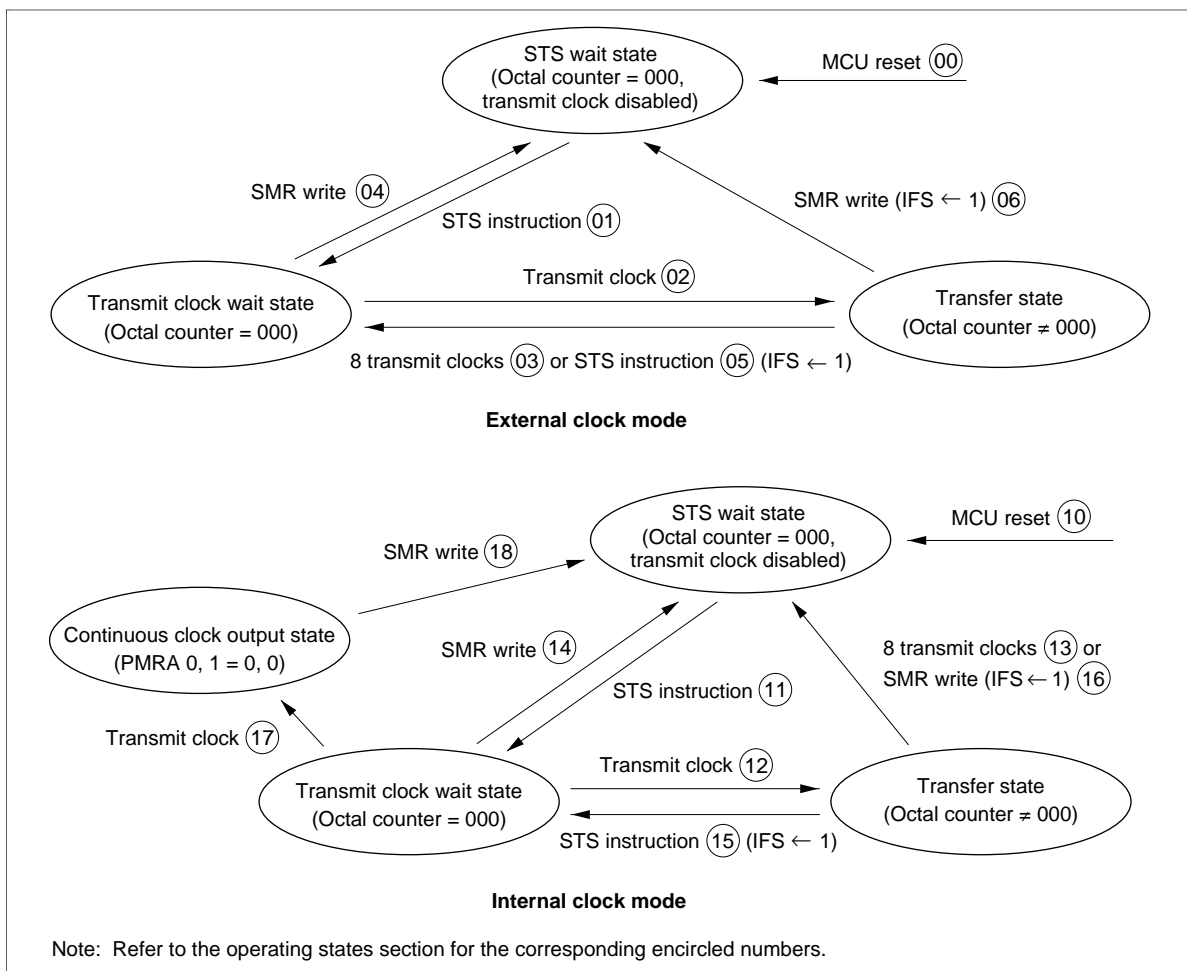 STS wait state
(Octal counter = 000,
transmit clock disabled)
MCU reset 00
SMR write 04
STS instruction 01
SMR write (IFS ← 1) 06
Transmit clock wait state
(Octal counter = 000)
Transmit clock 02
Transfer state
(Octal counter ≠ 000)
8 transmit clocks 03 or STS instruction 05 (IFS ← 1)
External clock mode
STS wait state
(Octal counter = 000,
transmit clock disabled)
MCU reset 10
SMR write 18
Continuous clock output state
(PMRA 0, 1 = 0, 0)
SMR write 14
STS instruction 11
8 transmit clocks 13 or
SMR write (IFS ← 1) 16
Transmit clock 17
Transmit clock wait state
(Octal counter = 000)
Transmit clock 12
STS instruction 15 (IFS ← 1)
Transfer state
(Octal counter ≠ 000)
Internal clock mode
Note: Refer to the operating states section for the corresponding encircled numbers.